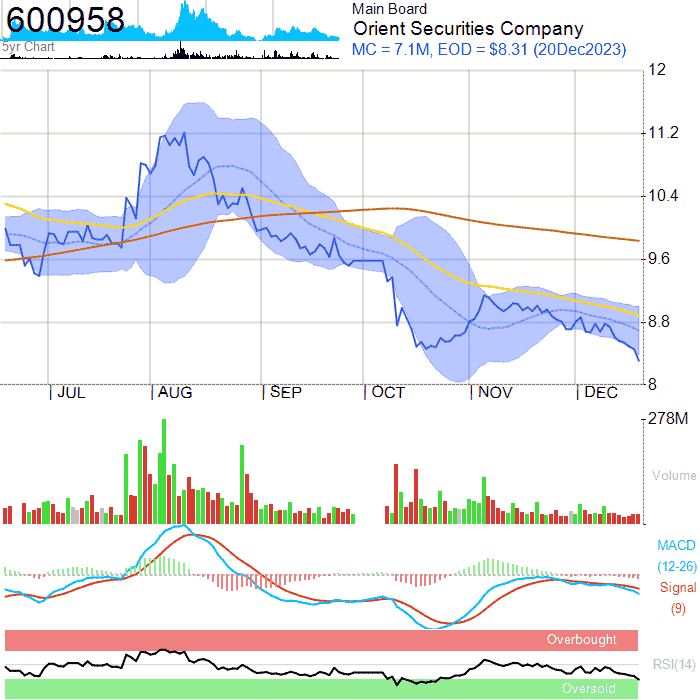 600958
5yr Chart
Main Board
Orient Securities Company
MC = 7.1M, EOD = $8.31 (20Dec2023)
12
11.2
10.4
9.6
8.8
8
JUL AUG SEP OCT NOV DEC
278M
Volume
MACD
(12-26)
Signal
(9)
Overbought
RSI(14)
Oversold